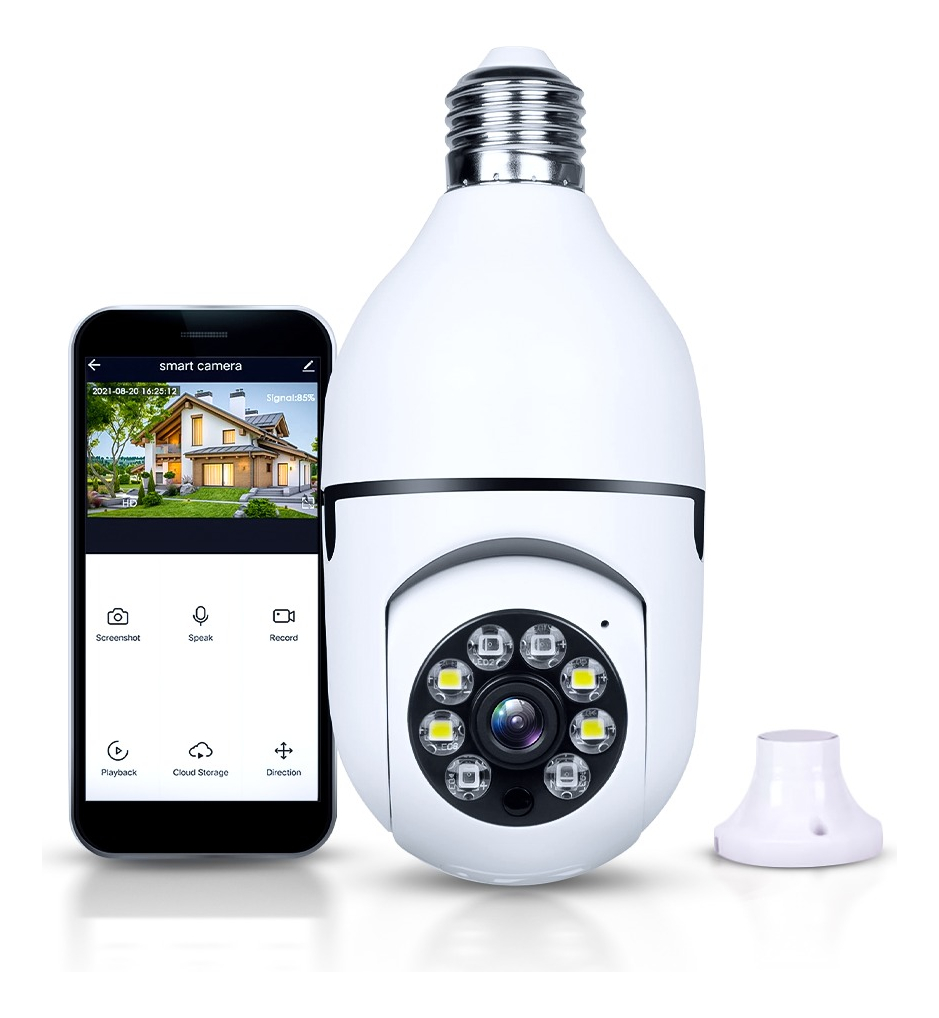 smart camera
2021-08-20 16:25:12
Signal:85%
HD
Screenshot Speak Record
Playback Cloud Storage Direction